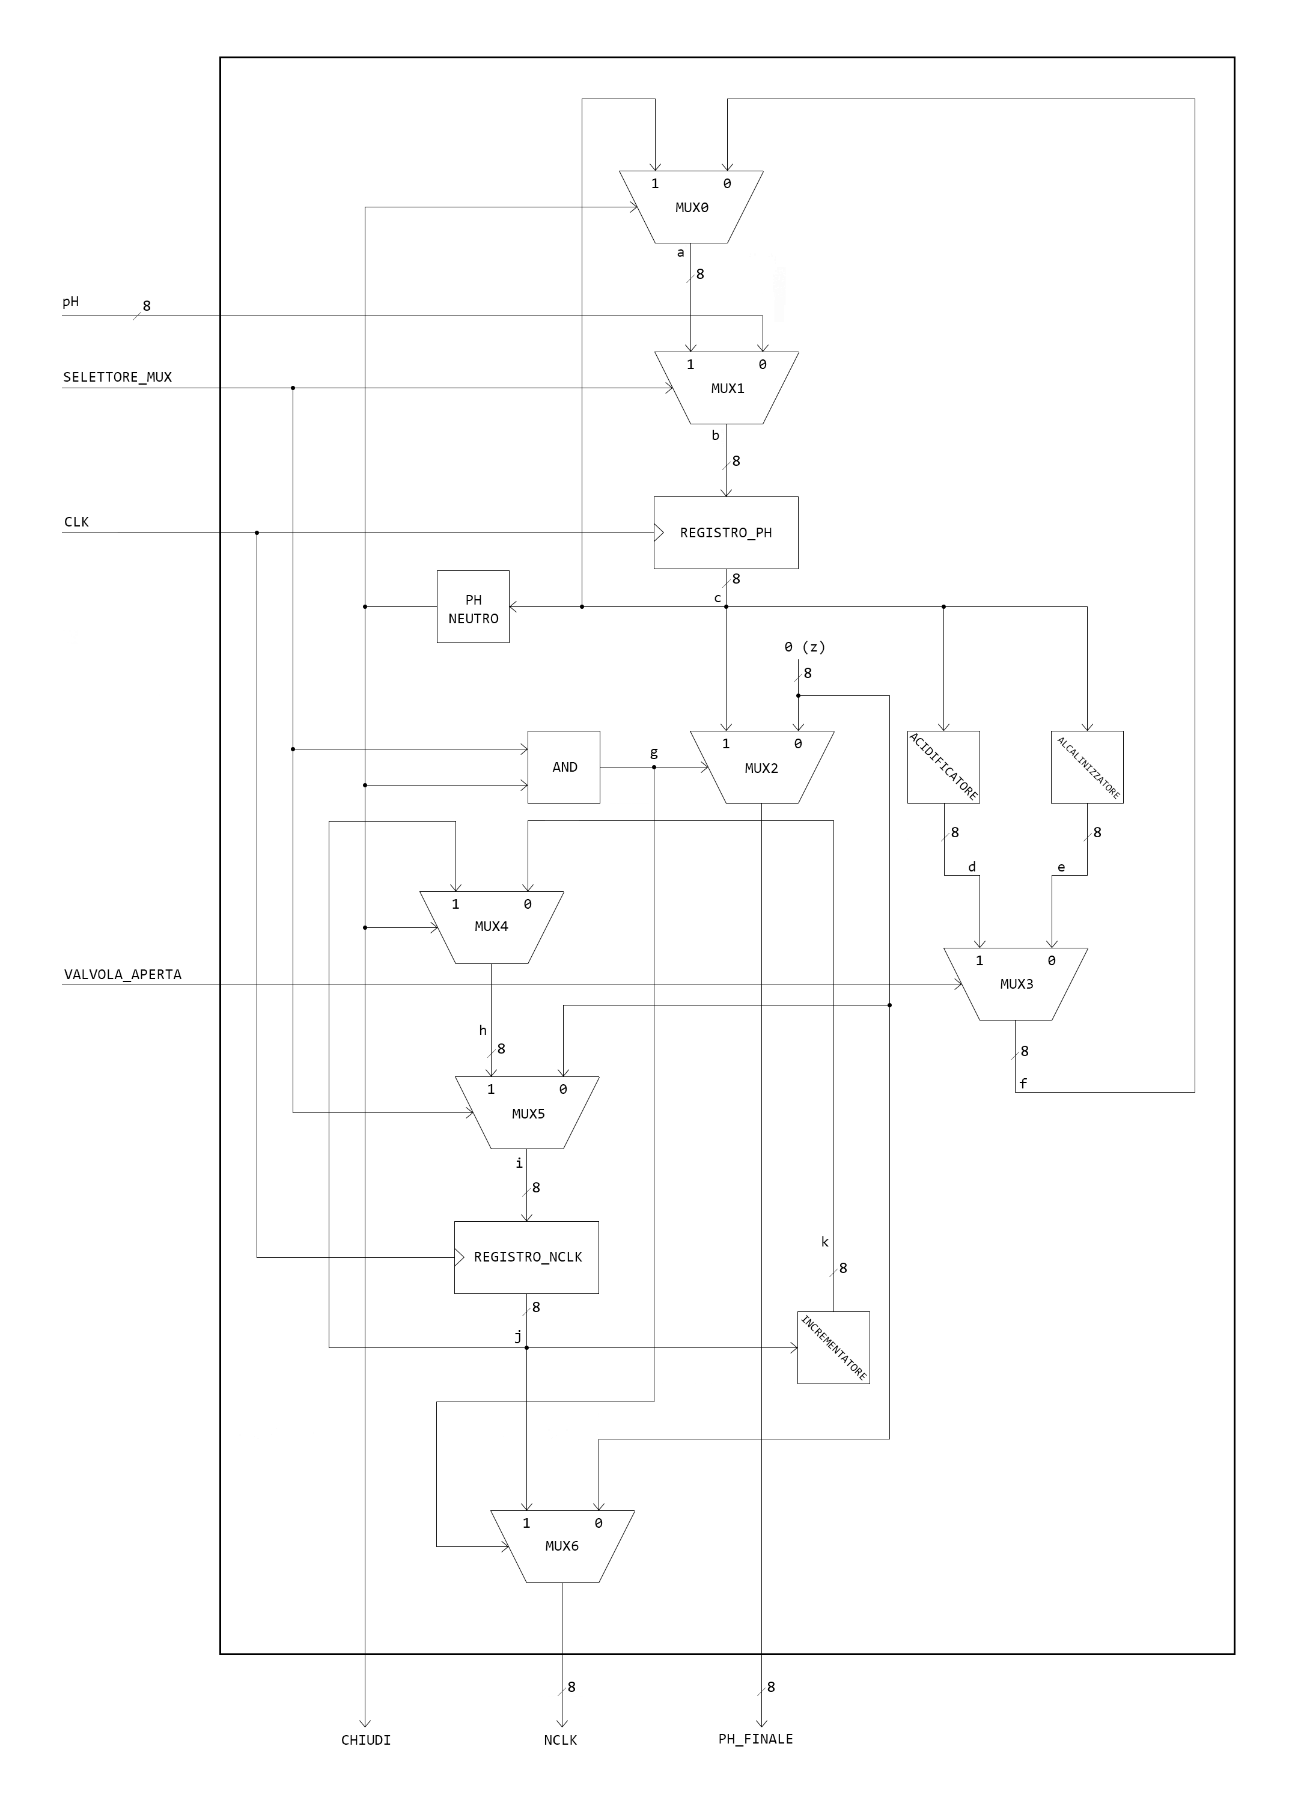 1 0
MUX0
a
8
pH 8
1 0
SELETTORE_MUX
MUX1
b
8
CLK
REGISTRO_PH
8
c
PH
NEUTRO
0 (z)
8
1 0
g
AND
MUX2
ACIDIFICATORE
ALCALINIZZATORE
8 8
d e
1 0
MUX4
1 0
VALVOLA_APERTA
MUX3
h
8
8
f
1 0
MUX5
i
8
k
8
REGISTRO_NCLK
8
j
INCREMENTATORE
1 0
MUX6
8 8
CHIUDI NCLK PH_FINALE